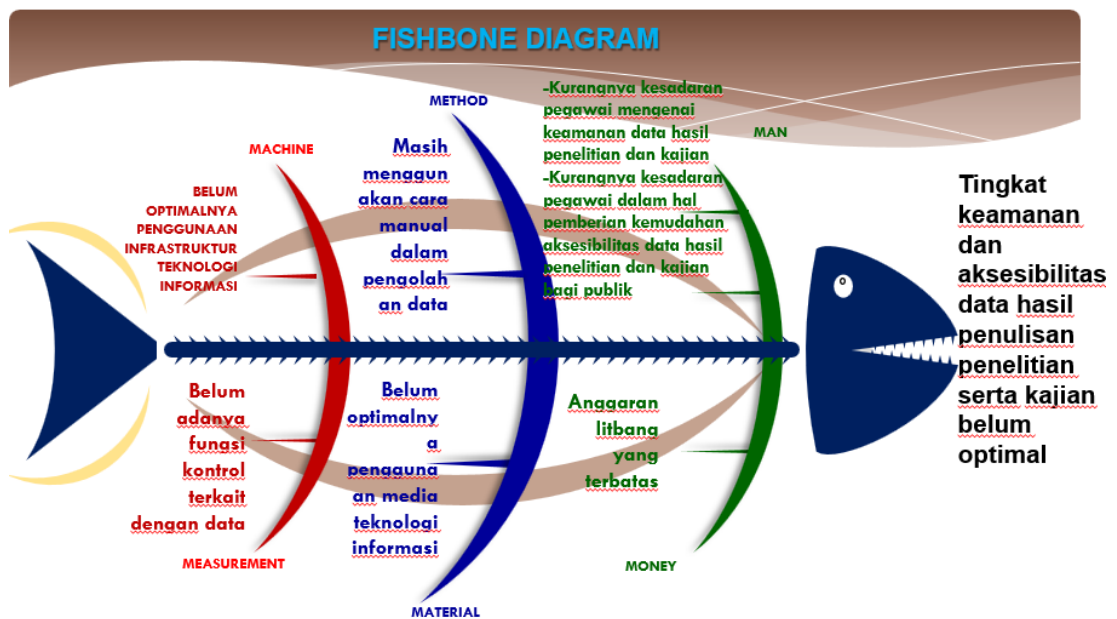 FISHBONE DIAGRAM
MACHINE
BELUM
OPTIMALNYA
PENGGUNAAN
INFRASTRUKTUR
TEKNOLOGI
INFORMASI
METHOD
Masih
menggun
akan cara
manual
dalam
pengolah
an data
-Kurangnya kesadaran
pegawai mengenai
keamanan data hasil
penelitian dan kajian
-Kurangnya kesadaran
pegawai dalam hal
pemberian kemudahan
aksesibilitas data hasil
penelitian dan kajian
bagi publik
MAN
Tingkat
keamanan
dan
aksesibilitas
data hasil
penulisan
penelitian
serta kajian
belum
optimal
Belum
adanya
fungsi
kontrol
terkait
dengan data
MEASUREMENT
Belum
optimalny
a
pengguna
an media
teknologi
informasi
MATERIAL
Anggaran
litbang
yang
terbatas
MONEY